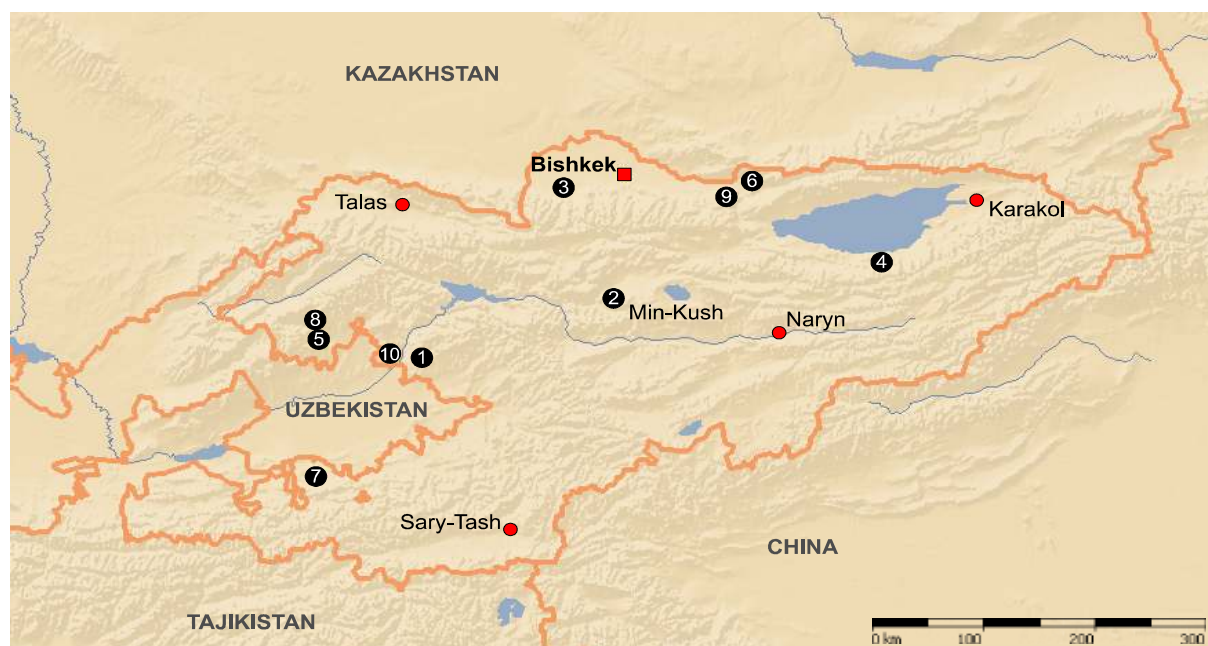 KAZAKHSTAN
Bishkek
3
6
9
Talas
Karakol
4
2
Min-Kush
Naryn
8
5
10
1
UZBEKISTAN
7
Sary-Tash
CHINA
TAJIKISTAN
0 km 100 200 300